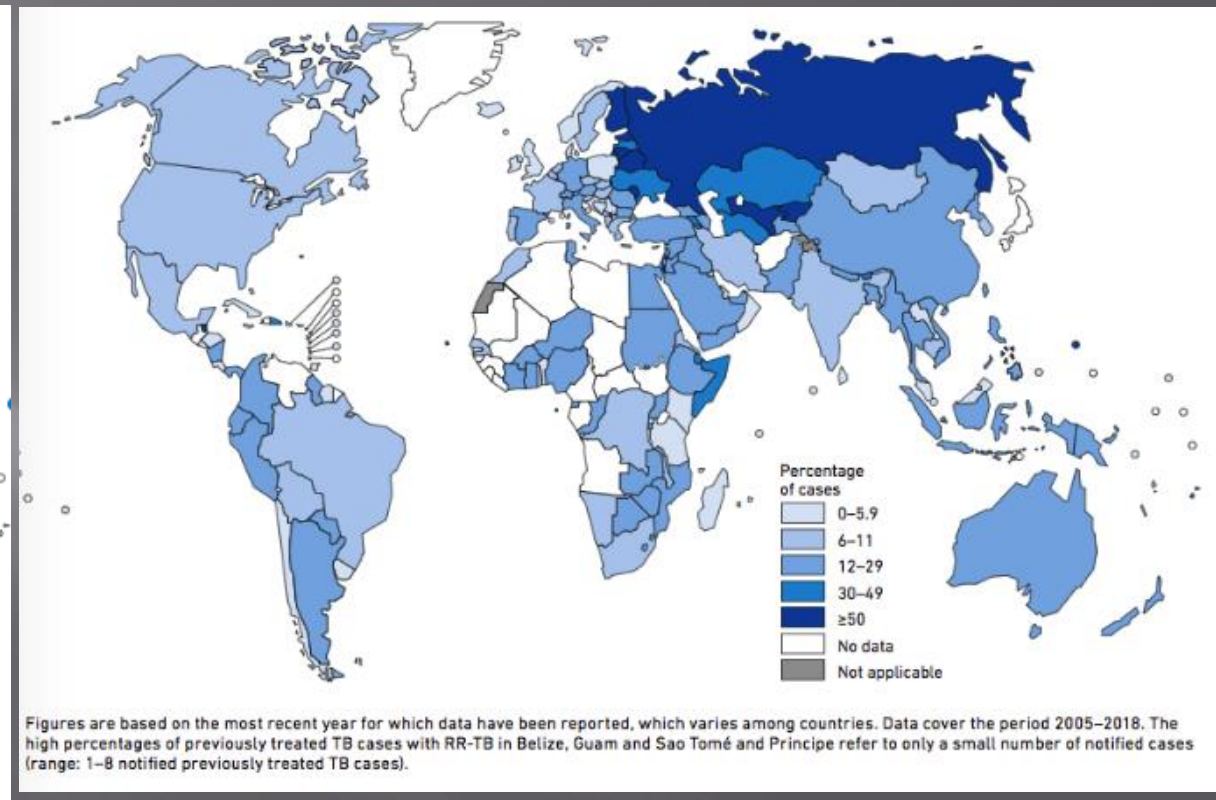 Percentage
of cases
0–5.9
6–11
12–29
30–49
≥50
No data
Not applicable
Figures are based on the most recent year for which data have been reported, which varies among countries. Data cover the period 2005–2018. The
high percentages of previously treated TB cases with RR-TB in Belize, Guam and Sao Tomé and Principe refer to only a small number of notified cases
(range: 1–8 notified previously treated TB cases).